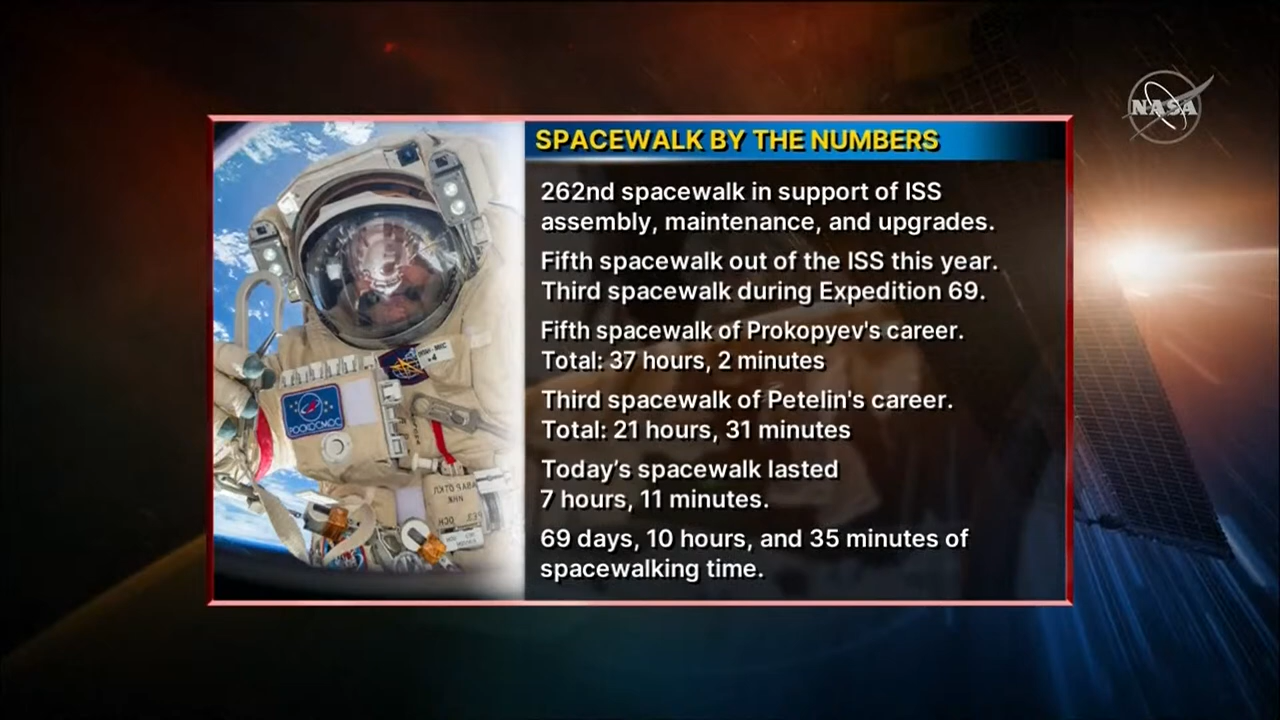 NASA
SPACEWALK BY THE NUMBERS
262nd spacewalk in support of ISS
assembly, maintenance, and upgrades.
Fifth spacewalk out of the ISS this year.
Third spacewalk during Expedition 69.
Fifth spacewalk of Prokopyev's career.
Total: 37 hours, 2 minutes
Third spacewalk of Petelin's career.
Total: 21 hours, 31 minutes
Today’s spacewalk lasted
7 hours, 11 minutes.
69 days, 10 hours, and 35 minutes of
spacewalking time.
РОСКОСМОС